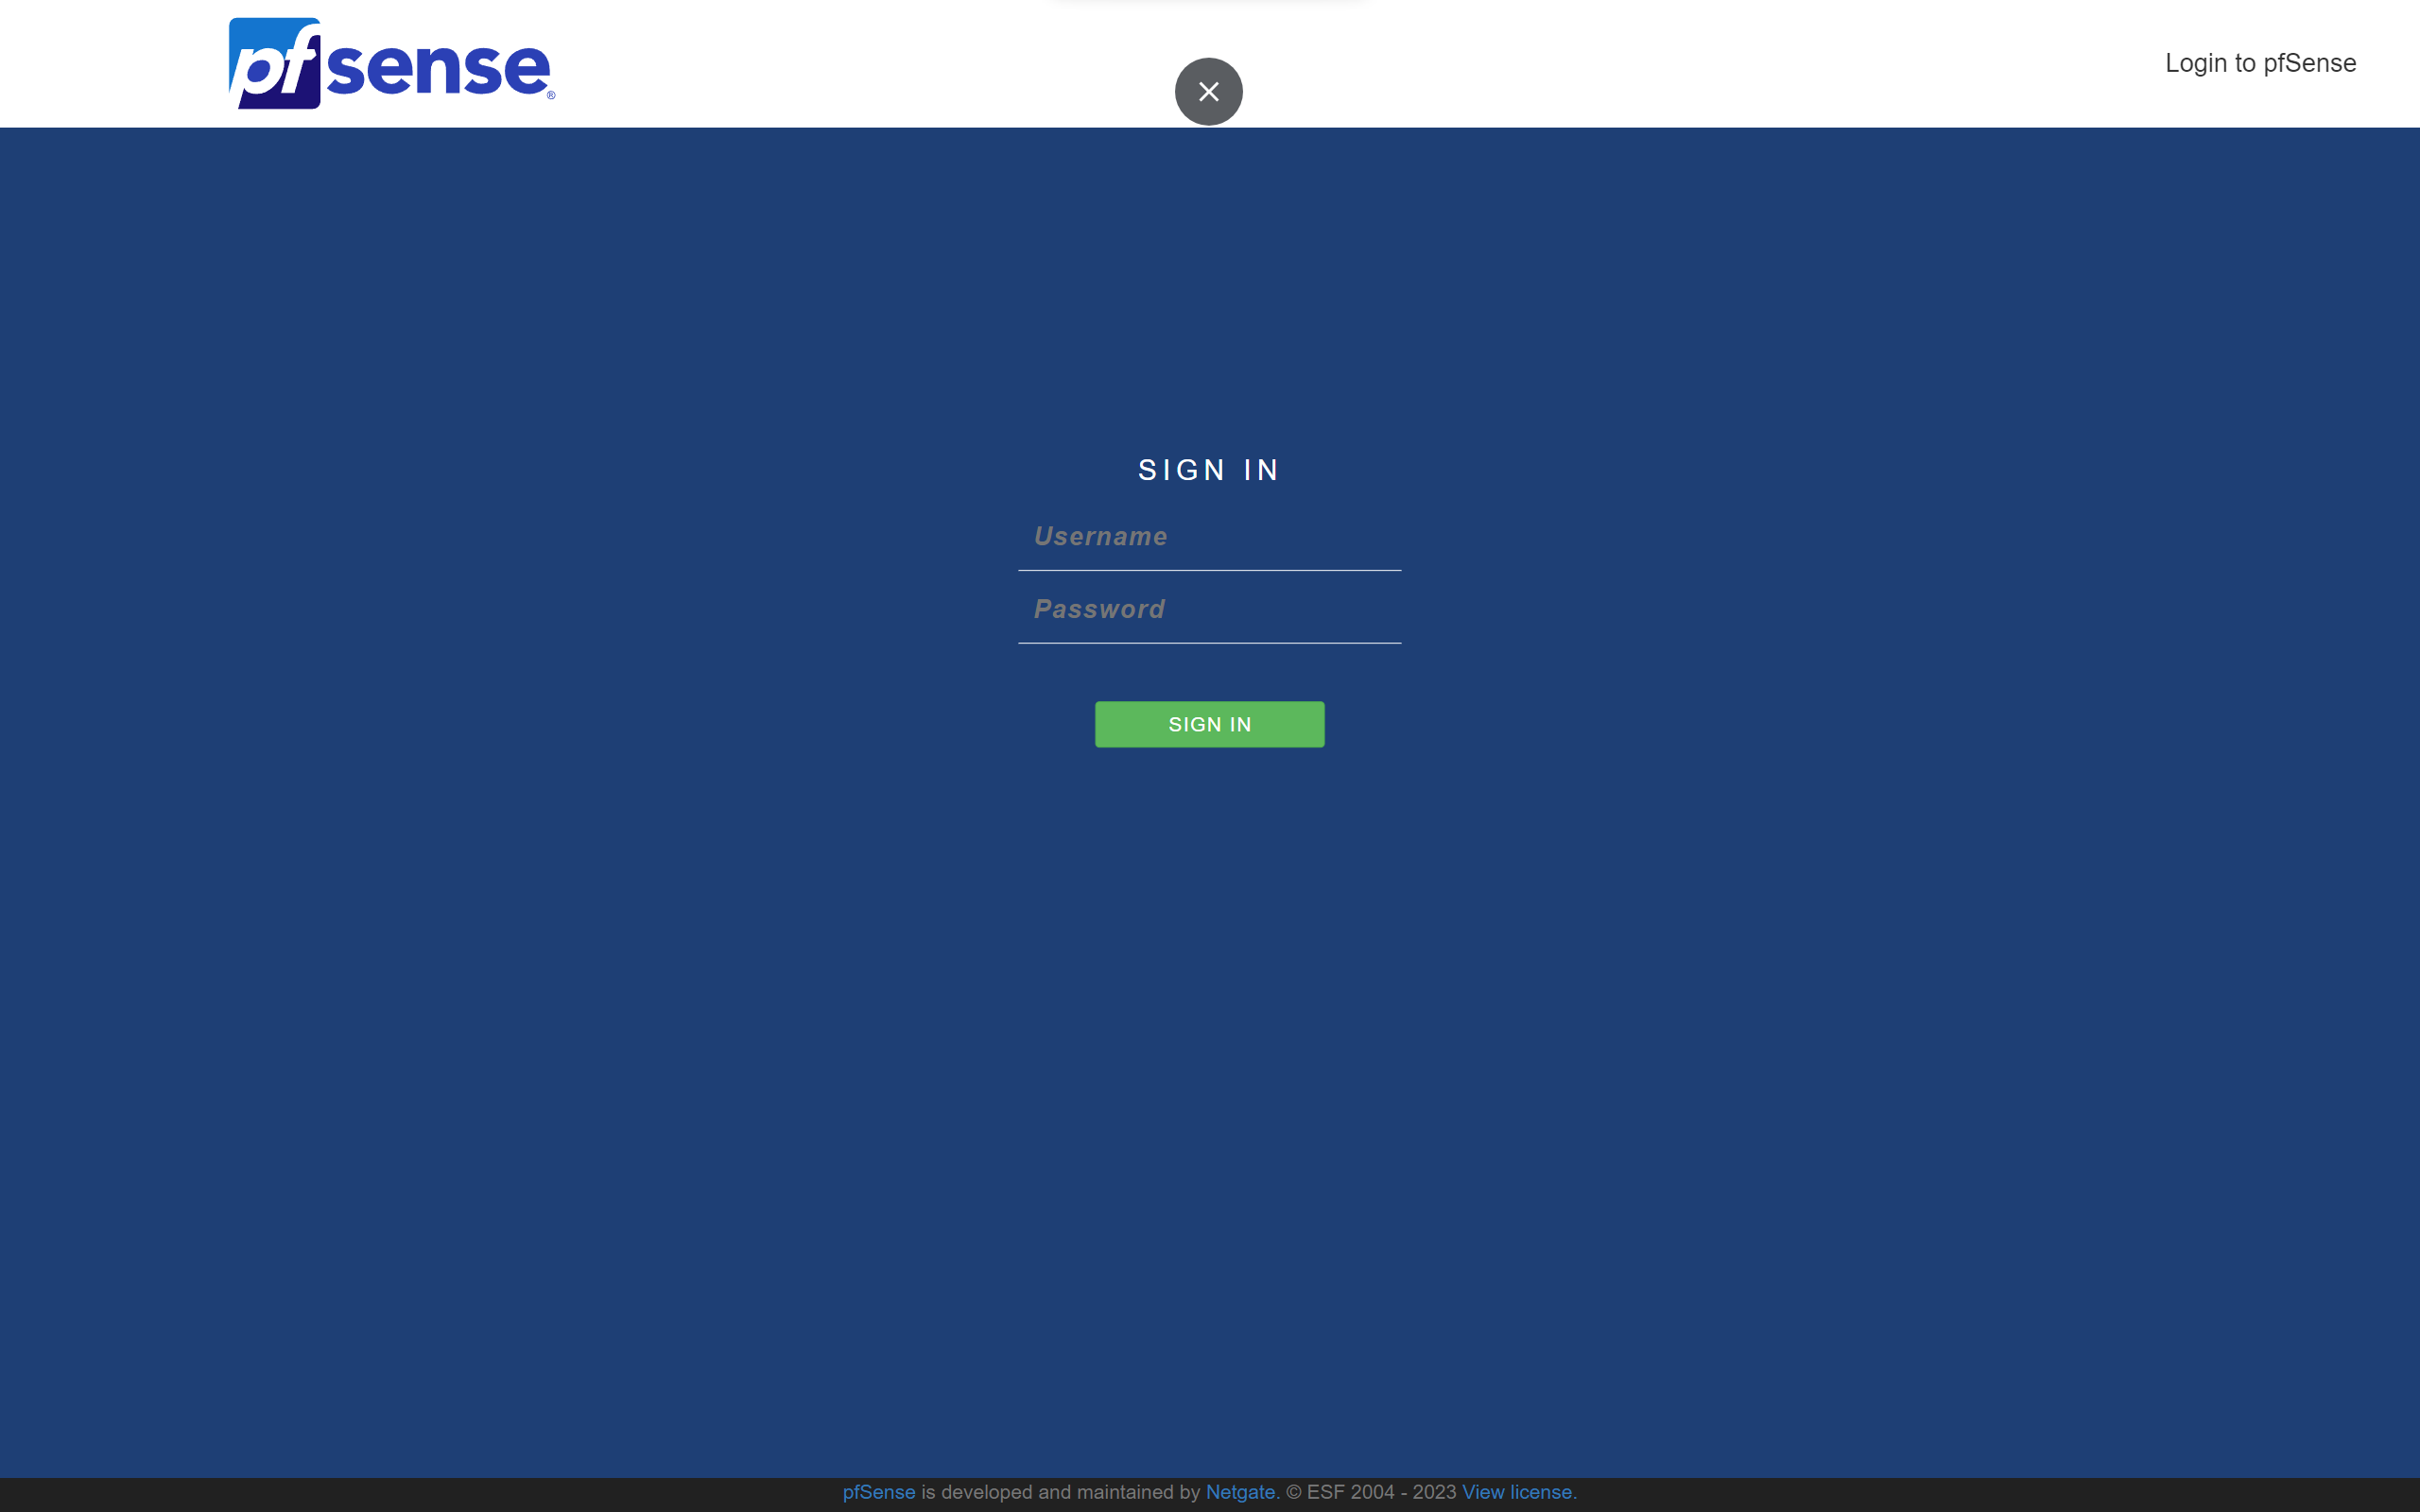 pfsense®
Login to pfSense
SIGN IN
Username
Password
SIGN IN
pfSense is developed and maintained by Netgate. © ESF 2004 - 2023 View license.